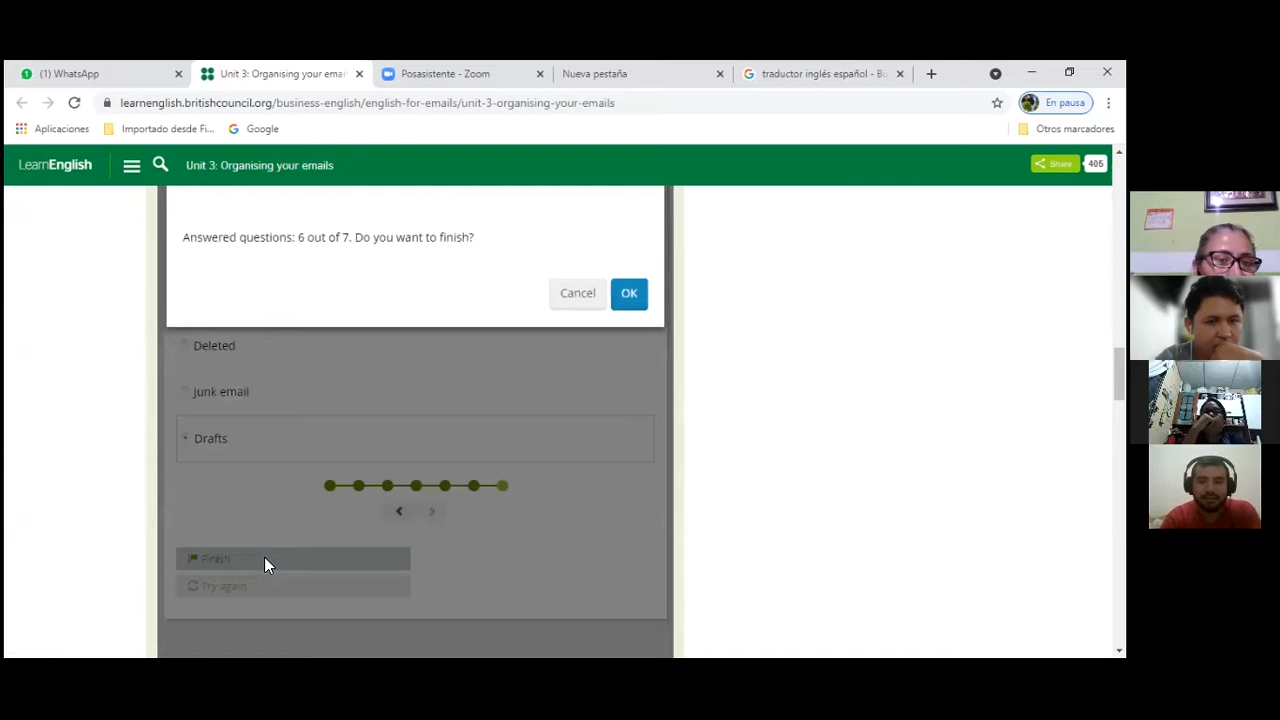 (1) WhatsApp
Unit 3: Organising your emai
Posasistente - Zoom
Nueva pestaña
traductor inglés español - Bu
learnenglish.britishcouncil.org/business-english/english-for-emails/unit-3-organising-your-emails
En pausa
Aplicaciones
Importado desde Fi...
Google
Otros marcadores
LearnEnglish
Unit 3: Organising your emails
Share
405
Answered questions: 6 out of 7. Do you want to finish?
Cancel
OK
Deleted
Junk email
Drafts
Finish
Try again